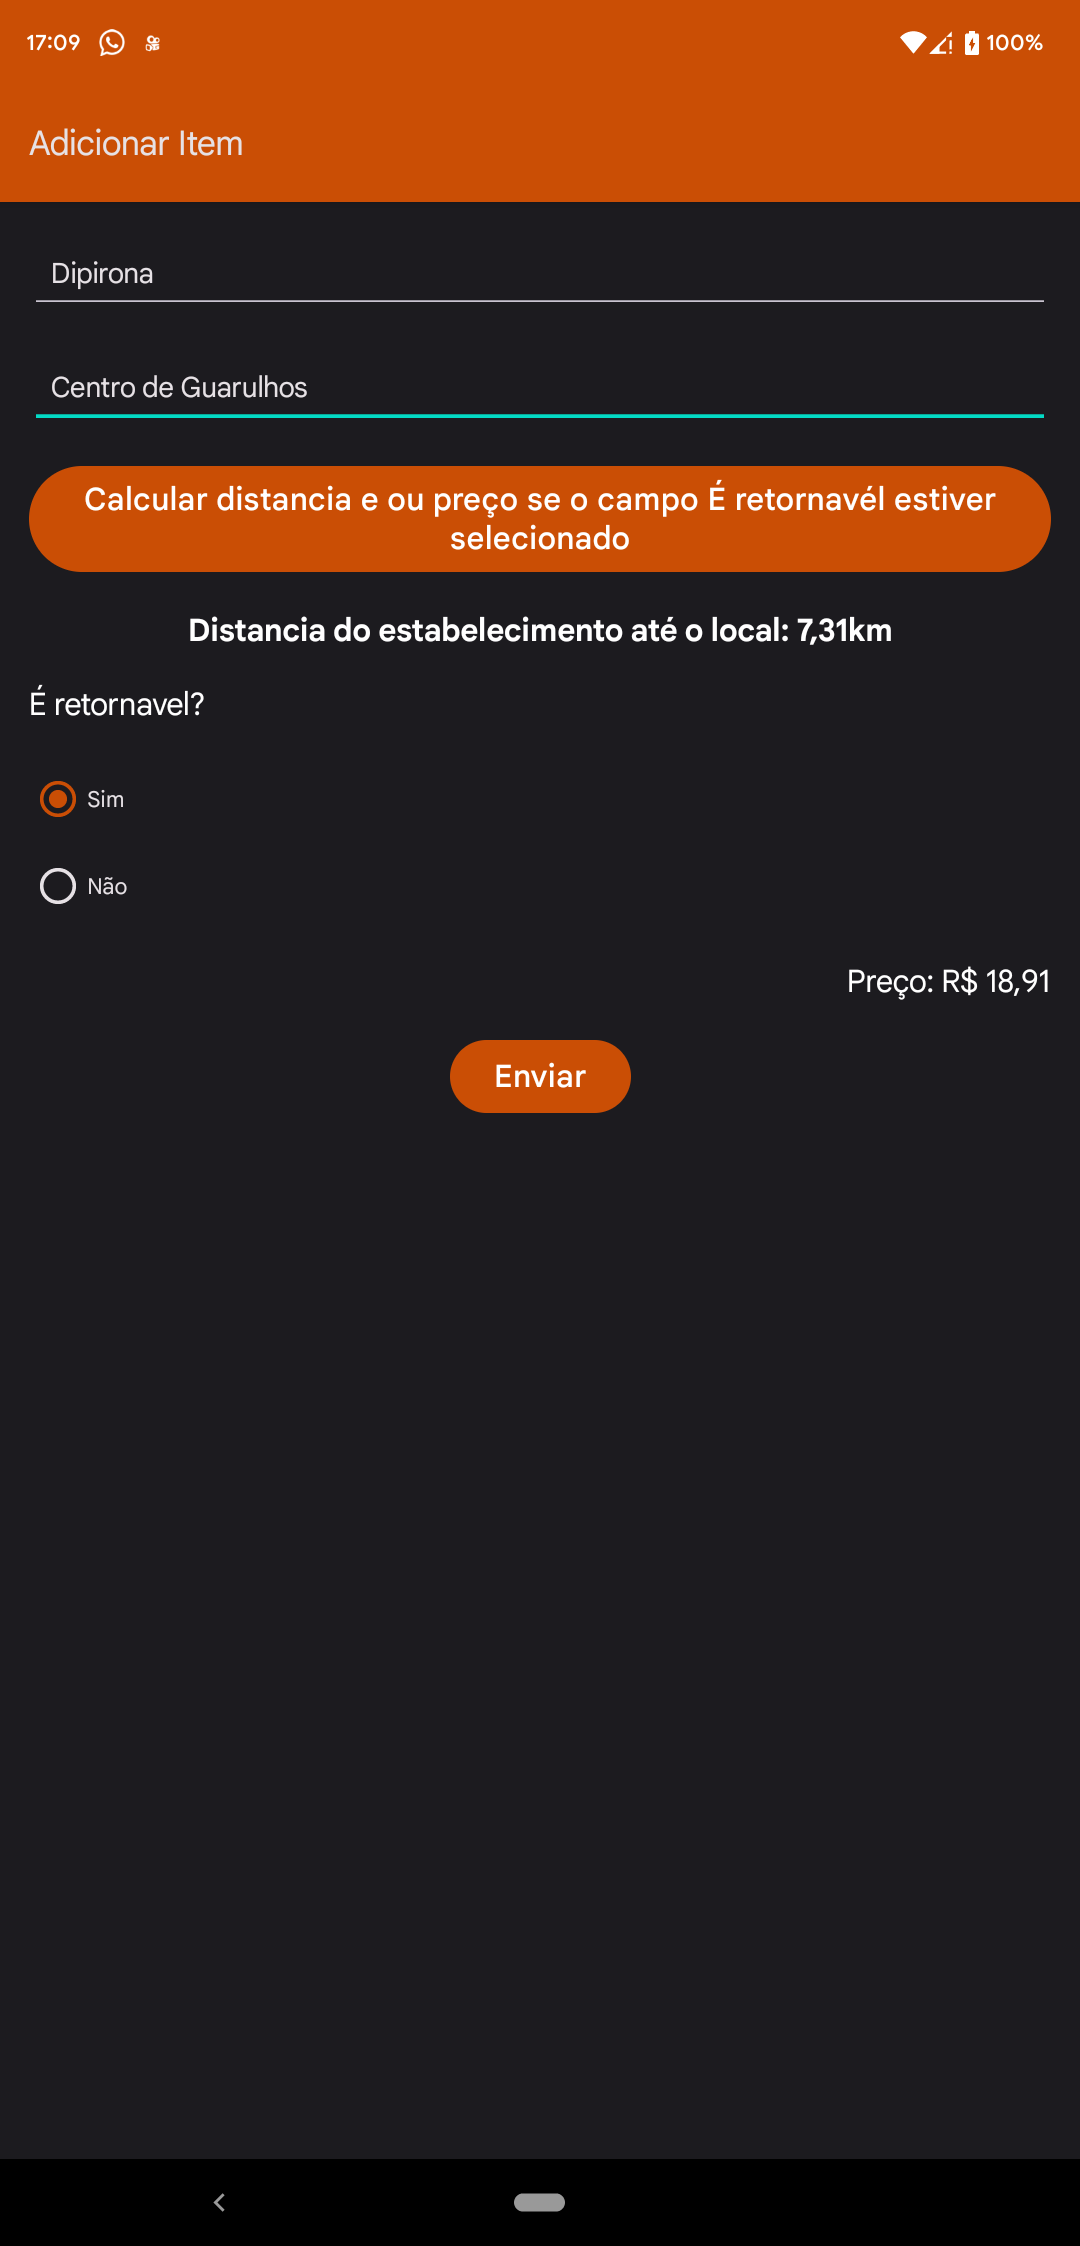 17:09
100%
Adicionar Item
Dipirona
Centro de Guarulhos
Calcular distancia e ou preço se o campo É retornavél estiver
selecionado
Distancia do estabelecimento até o local: 7,31km
É retornavel?
Sim
Não
Preço: R$ 18,91
Enviar